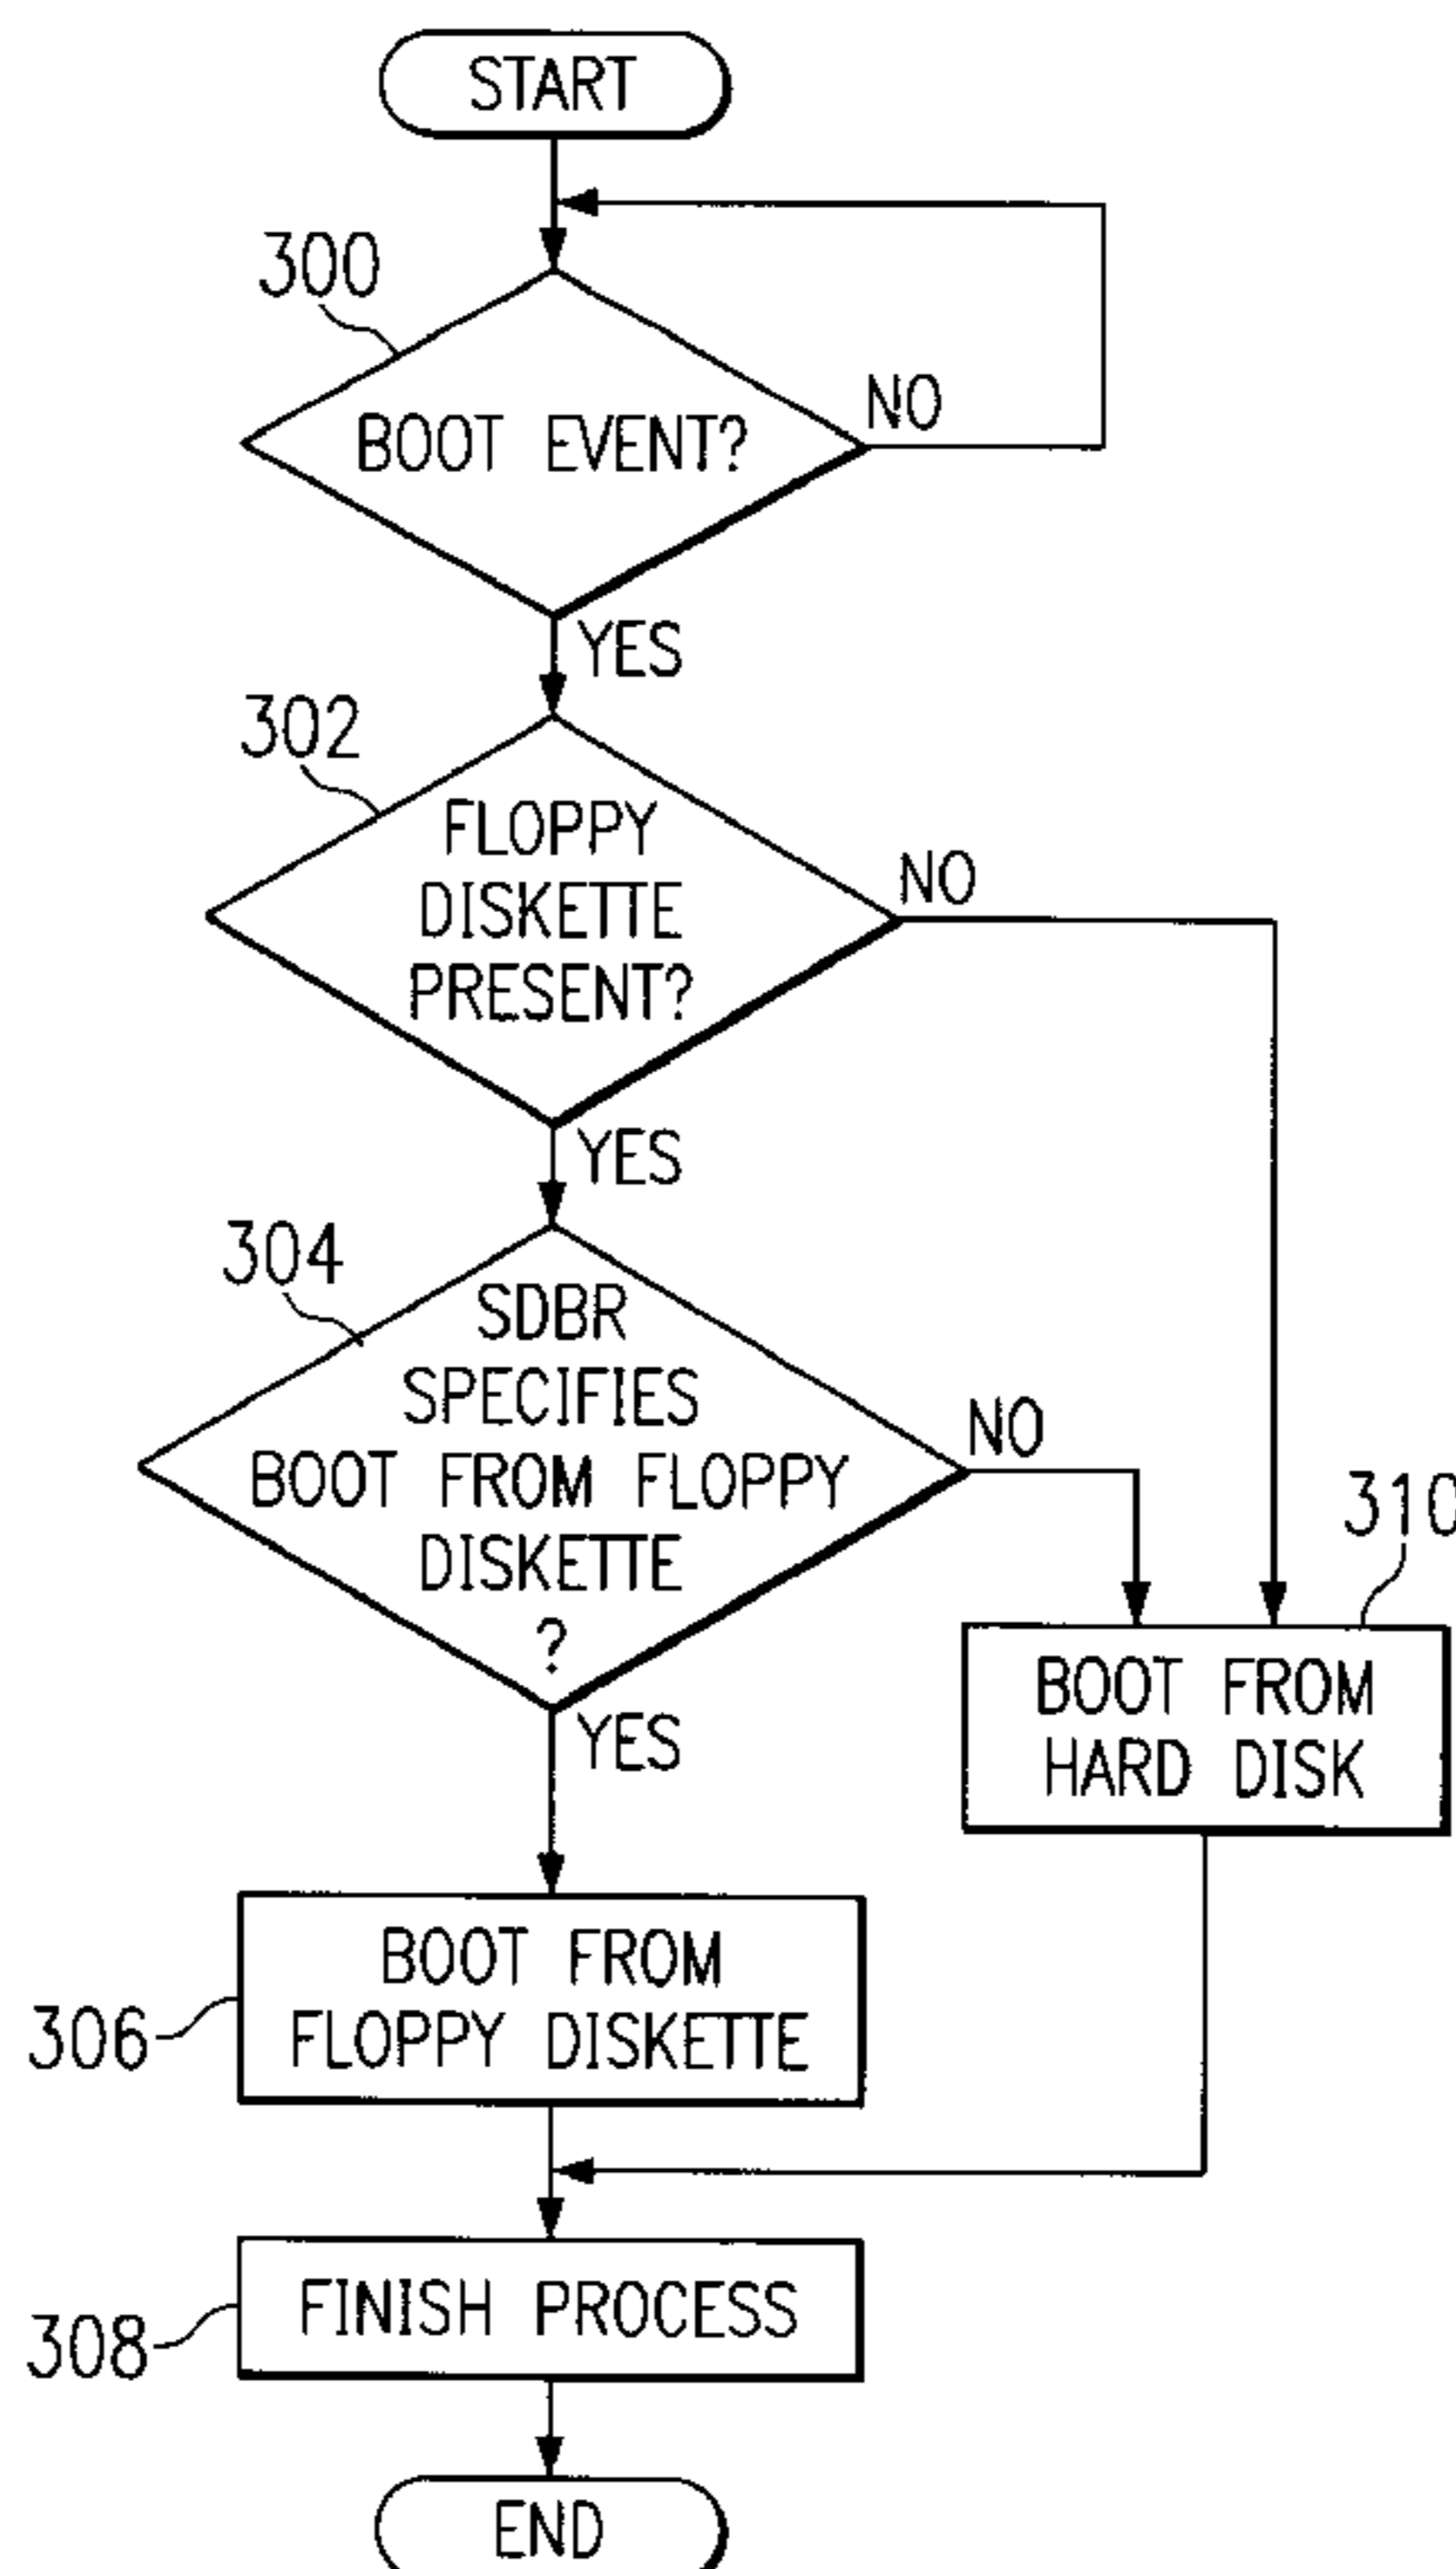 START
300
BOOT EVENT?
NO
YES
302
FLOPPY
DISKETTE
PRESENT?
NO
YES
304
SDBR
SPECIFIES
BOOT FROM FLOPPY
DISKETTE
?
NO
YES
310
BOOT FROM
HARD DISK
306
BOOT FROM
FLOPPY DISKETTE
308
FINISH PROCESS
END